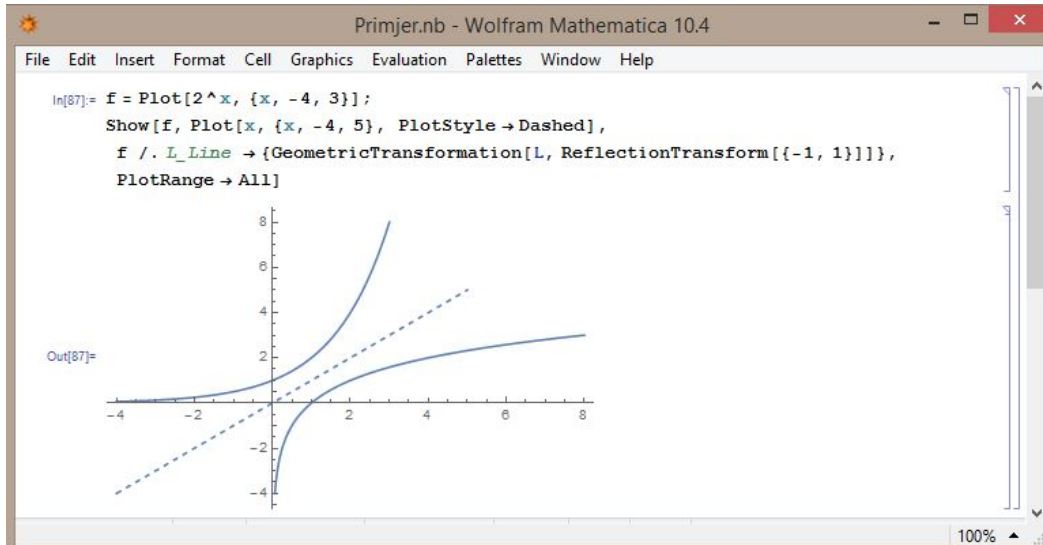 Primjer.nb - Wolfram Mathematica 10.4
File Edit Insert Format Cell Graphics Evaluation Palettes Window Help
In[87]:= f = Plot[2^x, {x, -4, 3}];
Show[f, Plot[x, {x, -4, 5}, PlotStyle → Dashed],
f /. L_Line → {GeometricTransformation[L, ReflectionTransform[{-1, 1}]]},
PlotRange → All]
8
6
4
Out[87]=
2
-4 -2 2 4 6 8
-2
-4
100%